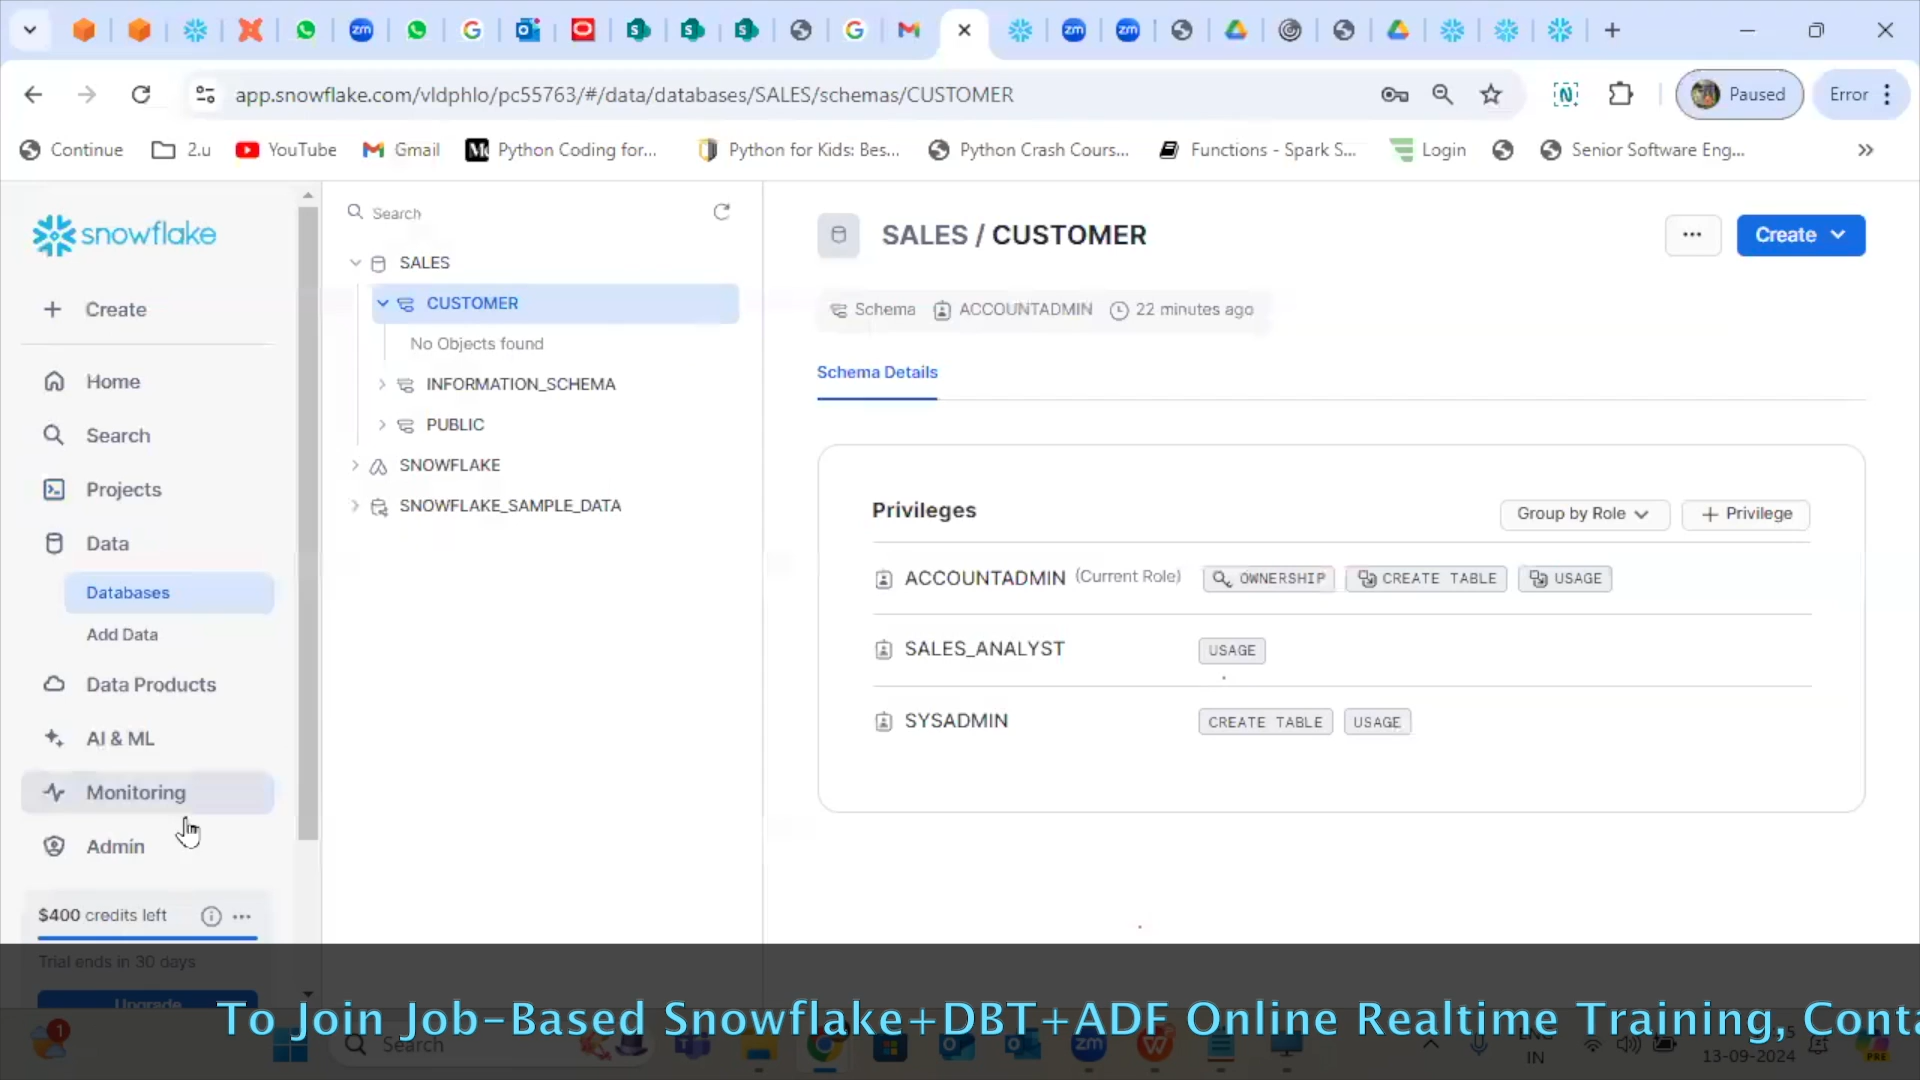 app.snowflake.com/vldphlo/pc55763/#/data/databases/SALES/schemas/CUSTOMER
Paused
Error
Continue
2.u
YouTube
Gmail
Python Coding for...
Python for Kids: Bes...
Python Crash Cours...
Functions - Spark S...
Login
Senior Software Eng...
snowflake
Create
Home
Search
Projects
Data
Databases
Add Data
Data Products
AI & ML
Monitoring
Admin
$400 credits left
Trial ends in 30 days
Upgrade
Search
SALES
CUSTOMER
No Objects found
INFORMATION_SCHEMA
PUBLIC
SNOWFLAKE
SNOWFLAKE_SAMPLE_DATA
SALES / CUSTOMER
Create
Schema ACCOUNTADMIN 22 minutes ago
Schema Details
Privileges
Group by Role
+ Privilege
ACCOUNTADMIN (Current Role) OWNERSHIP CREATE TABLE USAGE
SALES_ANALYST USAGE
SYSADMIN CREATE TABLE USAGE
To Join Job-Based Snowflake+DBT+ADF Online Realtime Training, Conta
Search
ENG
IN
13-09-2024